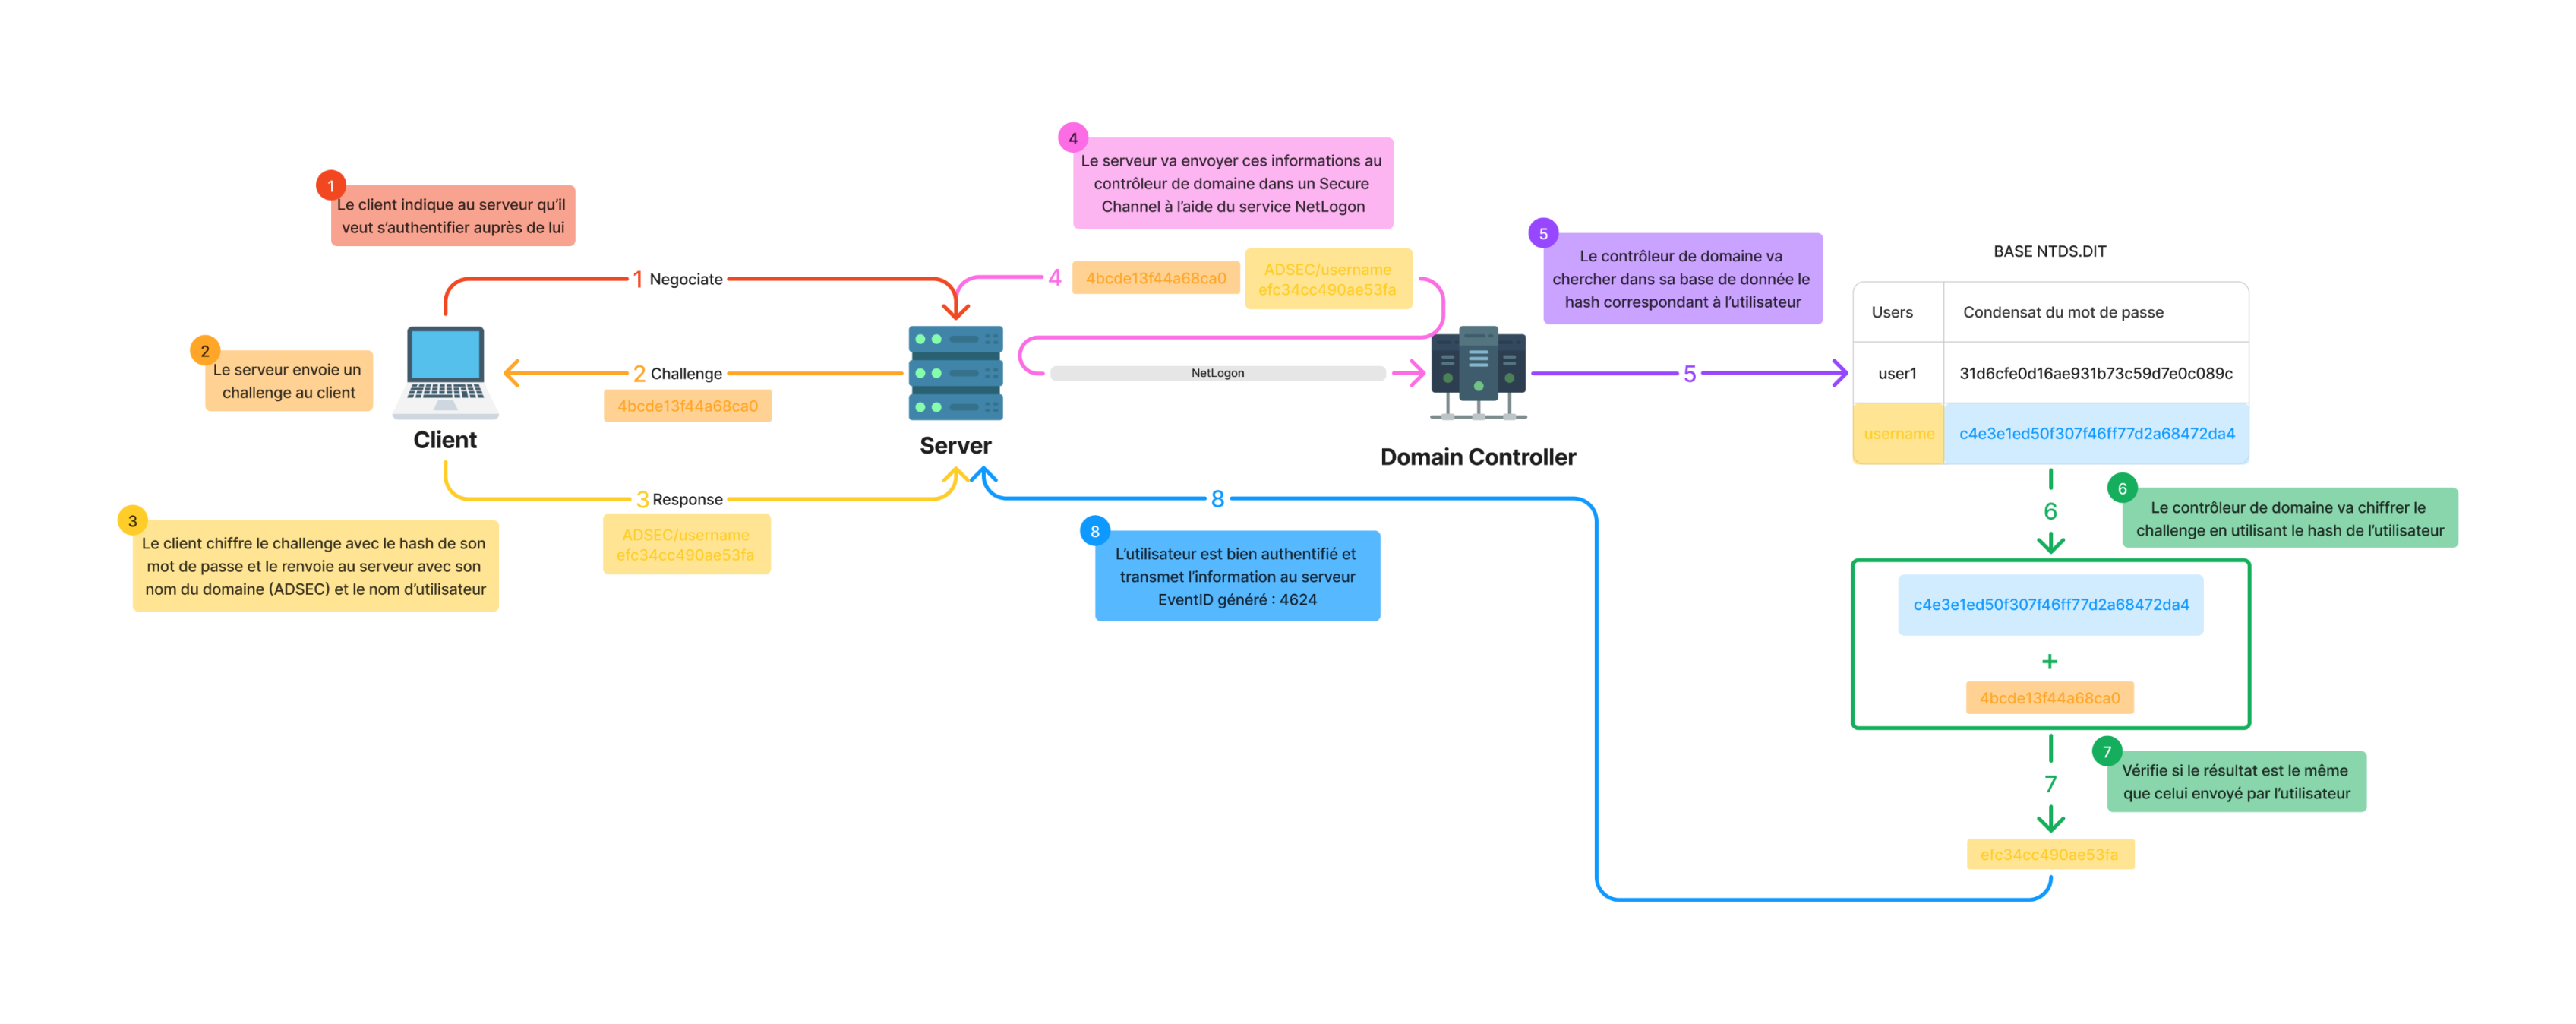 1
Le client indique au serveur qu'il
veut s'authentifier auprès de lui
1 Negociate
2
Le serveur envoie un
challenge au client
2 Challenge
4bcde13f44a68ca0
Client
Server
3 Response
ADSEC/username
efc34cc490ae53fa
3
Le client chiffre le challenge avec le hash de son
mot de passe et le renvoie au serveur avec son
nom du domaine (ADSEC) et le nom d'utilisateur
4
Le serveur va envoyer ces informations au
contrôleur de domaine dans un Secure
Channel à l'aide du service NetLogon
4
4bcde13f44a68ca0
ADSEC/username
efc34cc490ae53fa
NetLogon
Domain Controller
5
Le contrôleur de domaine va
chercher dans sa base de donnée le
hash correspondant à l'utilisateur
5
BASE NTDS.DIT
Users Condensat du mot de passe
user1 31d6cfe0d16ae931b73c59d7e0c089c
username c4e3e1ed50f307f46ff77d2a68472da4
6
6
Le contrôleur de domaine va chiffrer le
challenge en utilisant le hash de l'utilisateur
c4e3e1ed50f307f46ff77d2a68472da4
+
4bcde13f44a68ca0
7
7
Vérifie si le résultat est le même
que celui envoyé par l'utilisateur
efc34cc490ae53fa
8
8
L'utilisateur est bien authentifié et
transmet l'information au serveur
EventID généré : 4624